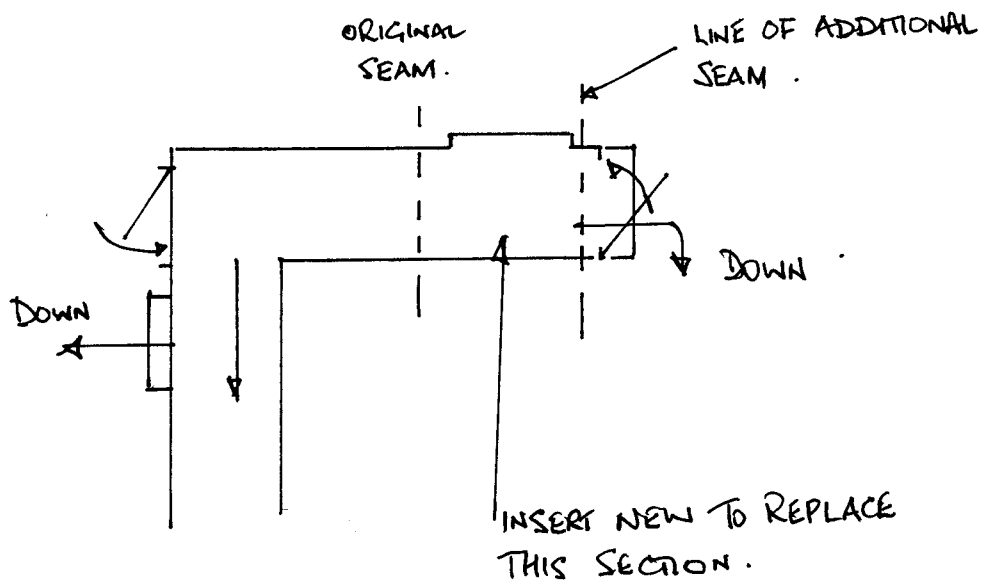 ORIGINAL
SEAM.
LINE OF ADDITIONAL
SEAM.
DOWN
DOWN
INSERT NEW TO REPLACE
THIS SECTION.